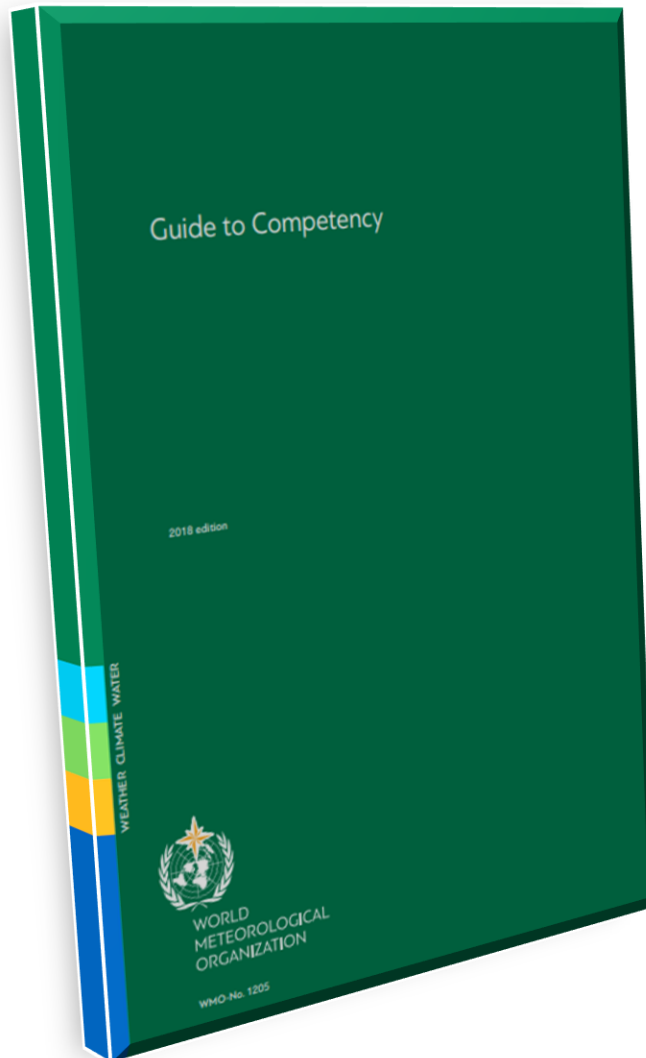 Guide to Competency
2018 edition
WEATHER CLIMATE WATER
WORLD
METEOROLOGICAL
ORGANIZATION
WMO-No. 1205